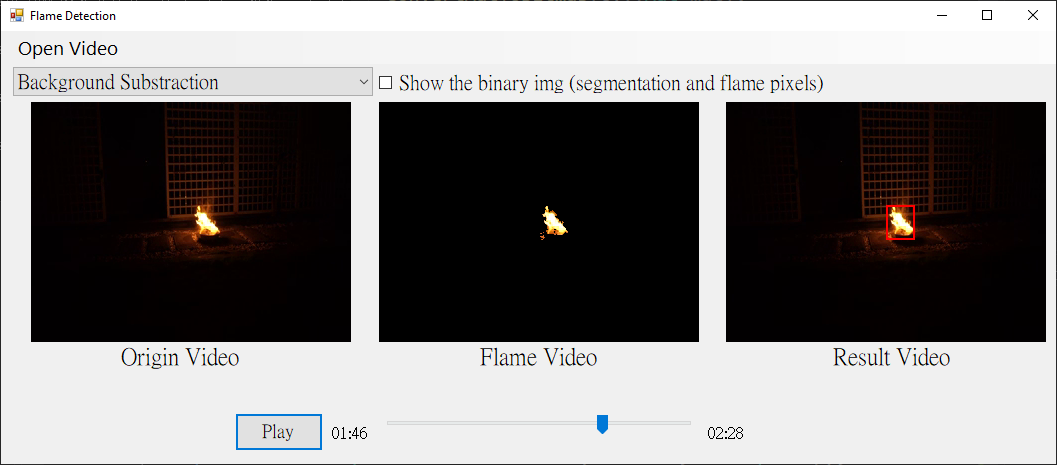 Flame Detection
Open Video
Background Substraction
Show the binary img (segmentation and flame pixels)
Origin Video
Flame Video
Result Video
Play
01:46
02:28